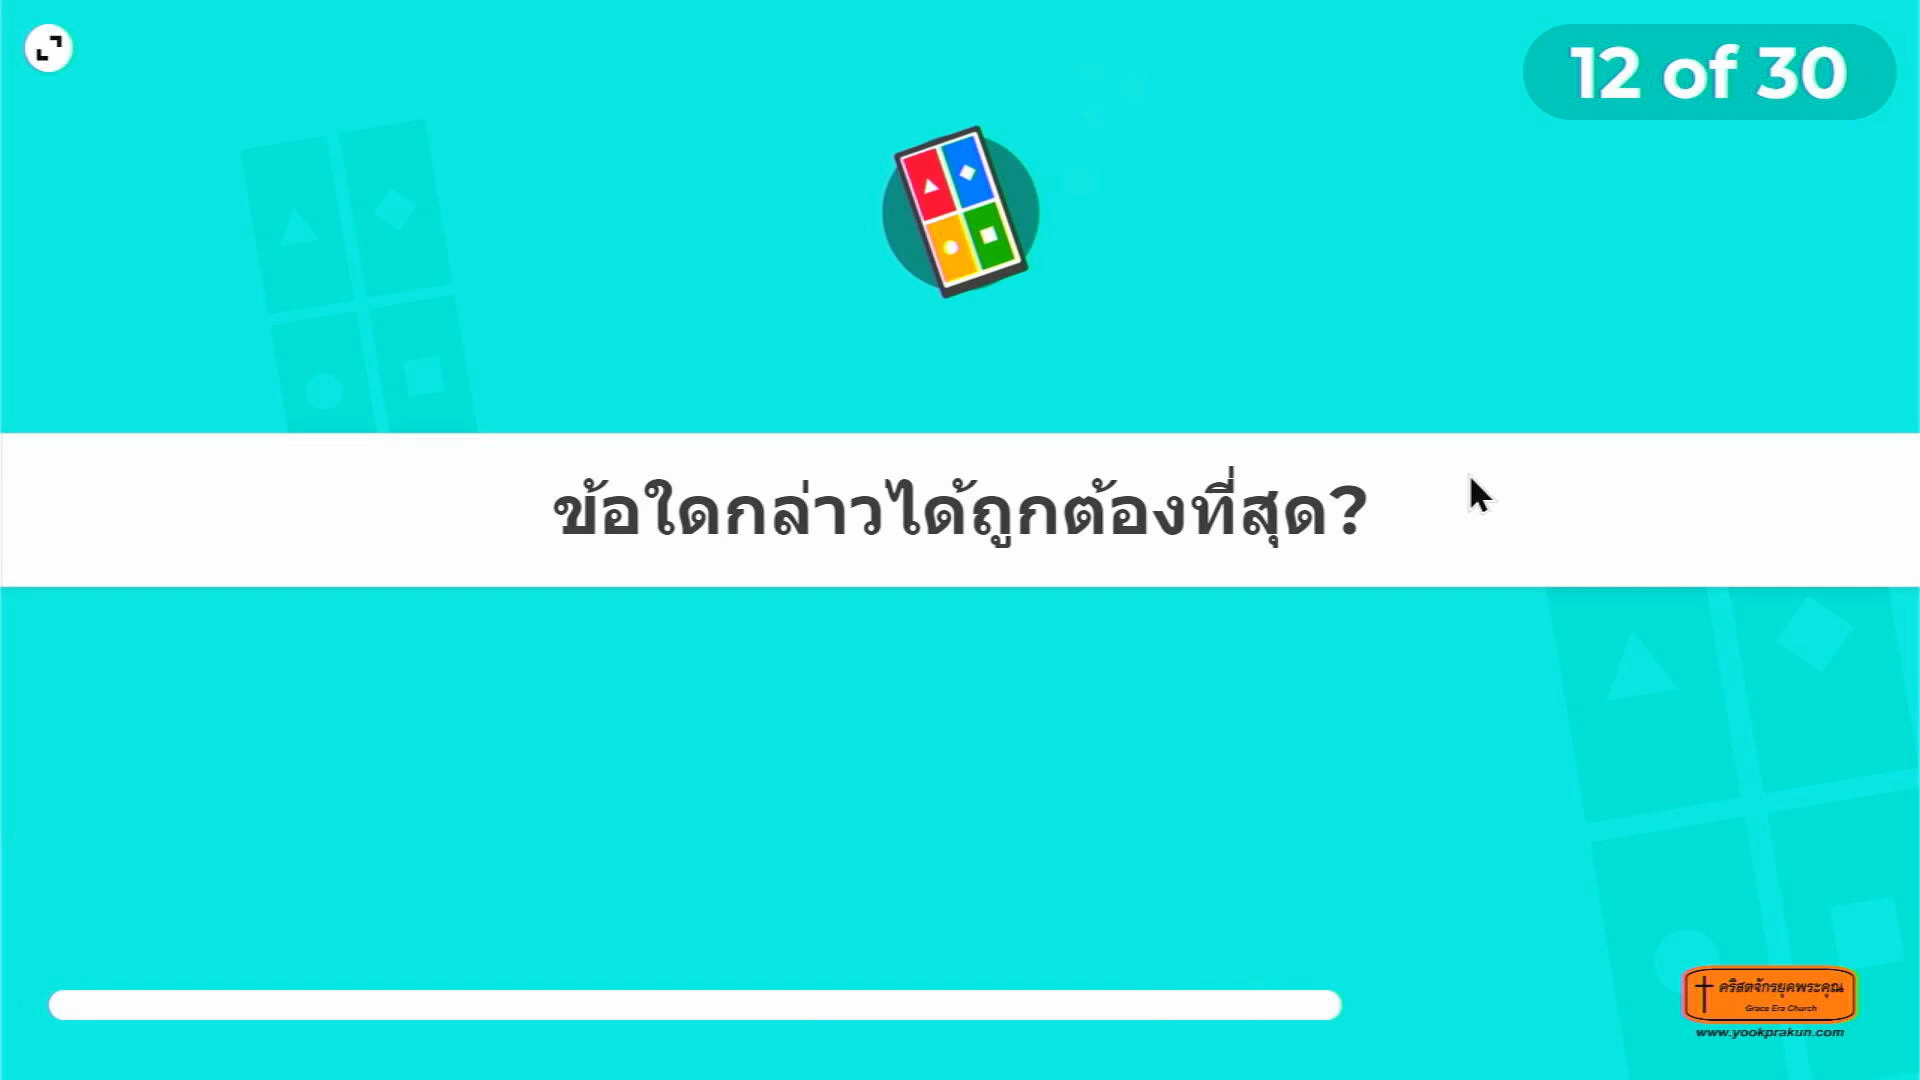 12 of 30
ข้อใดกล่าวได้ถูกต้องที่สุด?
คริสตจักรยุคพระคุณ
Grace Era Church
www.yookprakun.com